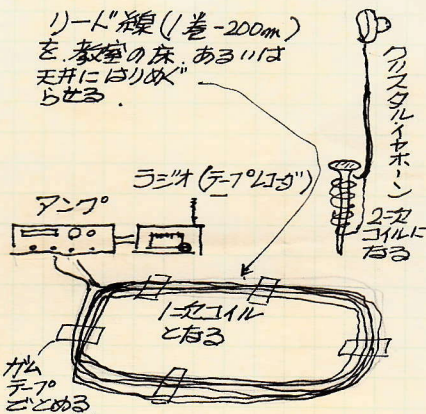 リード線(1巻-200m)
を、教室の床、あるいは
天井にはりめぐ
らせる.
クリスタルイヤホーン
2次
コイルに
なる
ラジオ(テープレコーダ)
アンプ
1次コイル
となる
ガム
テープ
でとめる